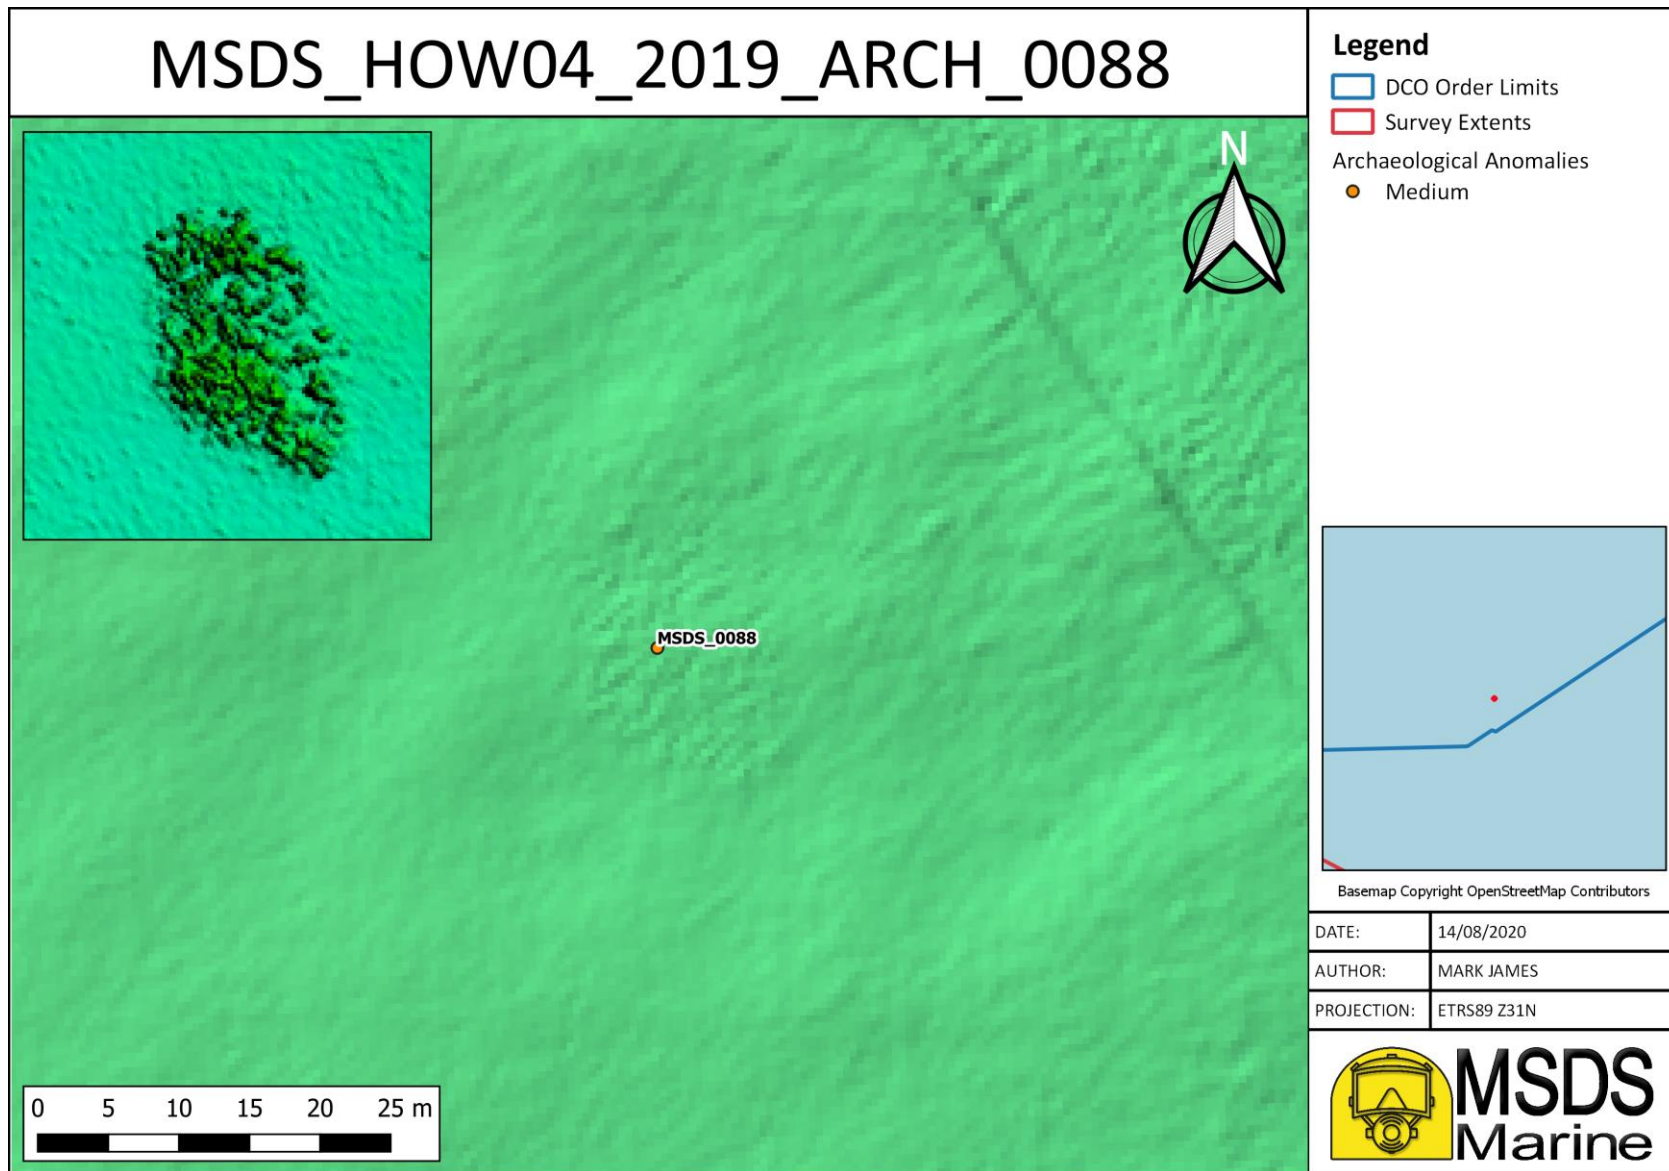 MSDS_HOW04_2019_ARCH_0088
N
MSDS_0088
0 5 10 15 20 25 m
Legend
DCO Order Limits
Survey Extents
Archaeological Anomalies
Medium
Basemap Copyright OpenStreetMap Contributors
DATE: 14/08/2020
AUTHOR: MARK JAMES
PROJECTION: ETRS89 Z31N
MSDS
Marine